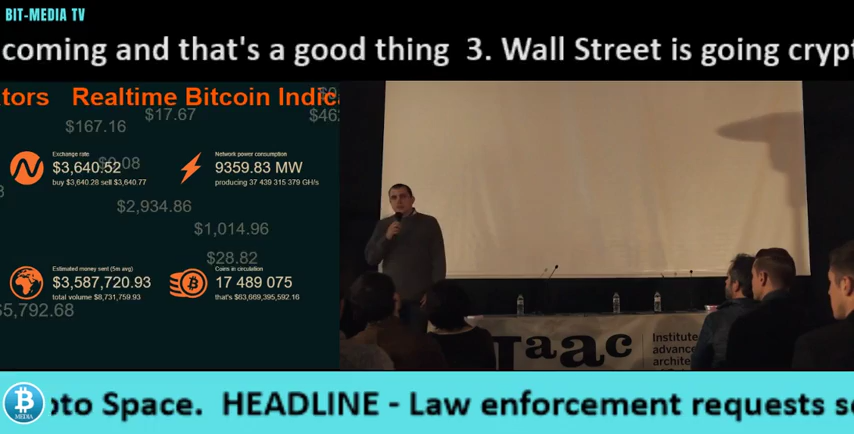 BIT-MEDIA TV
coming and that's a good thing  3. Wall Street is going crypt
tors   Realtime Bitcoin Indic
$17.67
$167.16
Exchange rate
$3,640.52
buy $3,640.28 sell $3,640.77
Network power consumption
9359.83 MW
producing 37 439 315 379 GH/s
$2,934.86
$1,014.96
$28.82
Estimated money sent (5m avg)
$3,587,720.93
total volume $8,731,759.93
Coins in circulation
17 489 075
that's $63,669,395,592.16
$5,792.68
Iaac
Institute
advance
archite
B
MEDIA
oto Space.  HEADLINE - Law enforcement requests s